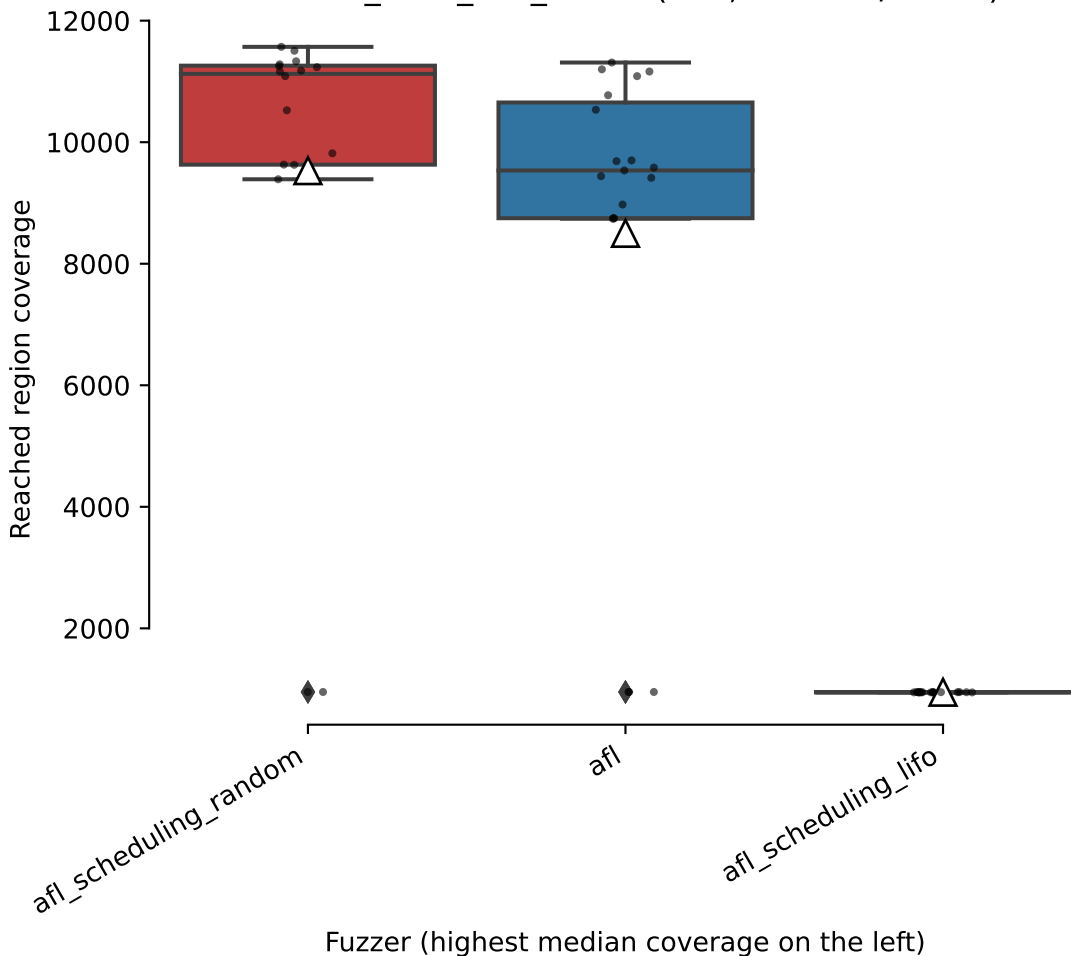 12000
10000
8000
6000
4000
2000
Reached region coverage
afl_scheduling_random
afl
afl_scheduling_lifo
Fuzzer (highest median coverage on the left)